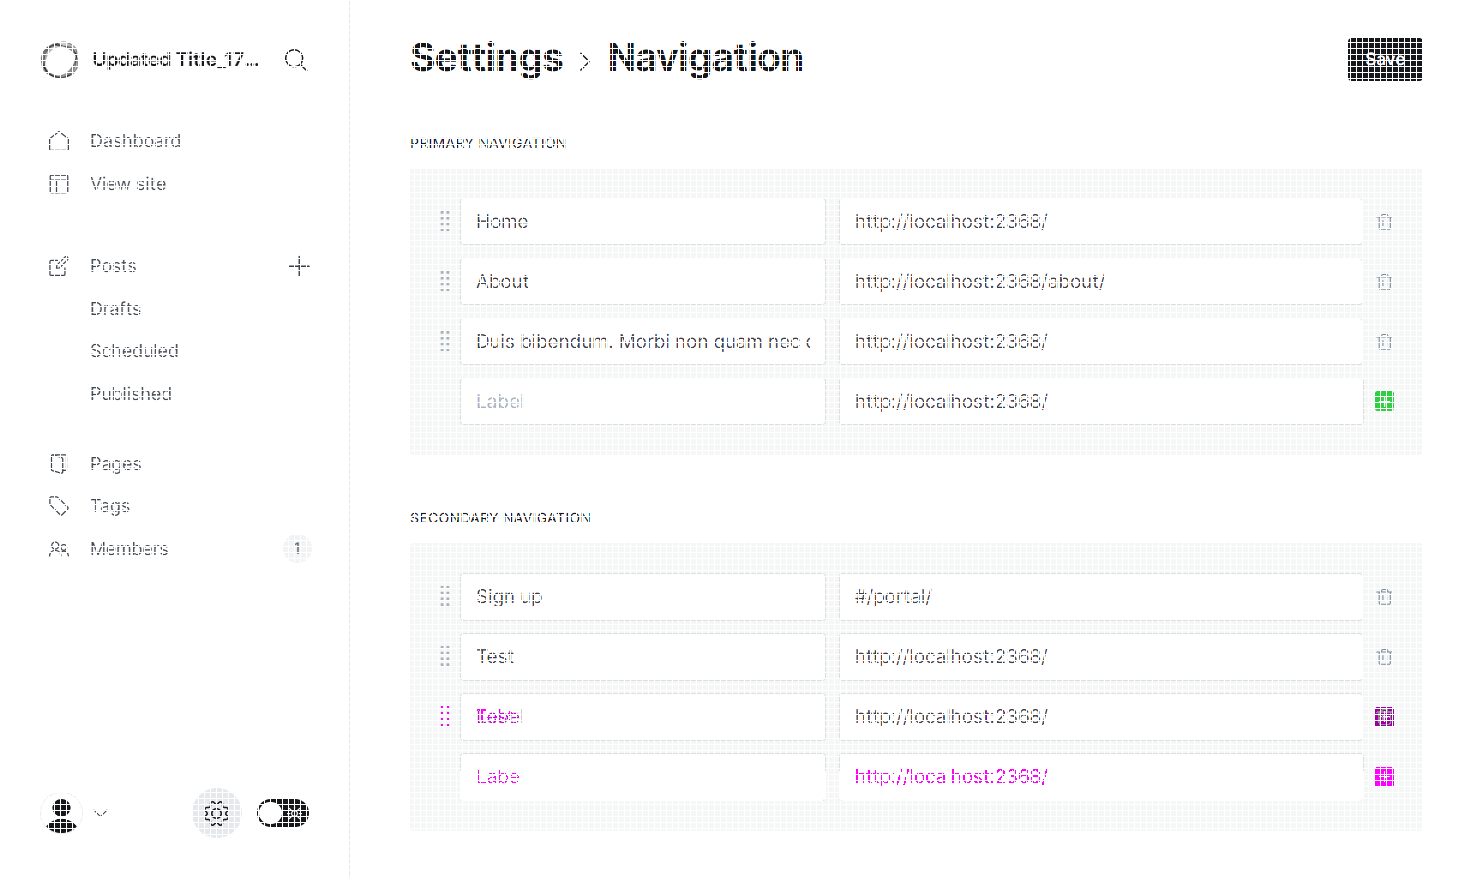 Updated Title_17...
Dashboard
View site
Posts
Drafts
Scheduled
Published
Pages
Tags
Members
1
Settings > Navigation
Save
PRIMARY NAVIGATION
Home
http://localhost:2368/
About
http://localhost:2368/about/
Duis bibendum. Morbi non quam nec
http://localhost:2368/
Label
http://localhost:2368/
SECONDARY NAVIGATION
Sign up
#/portal/
Test
http://localhost:2368/
http://localhost:2368/
Label
http://localhost:2368/